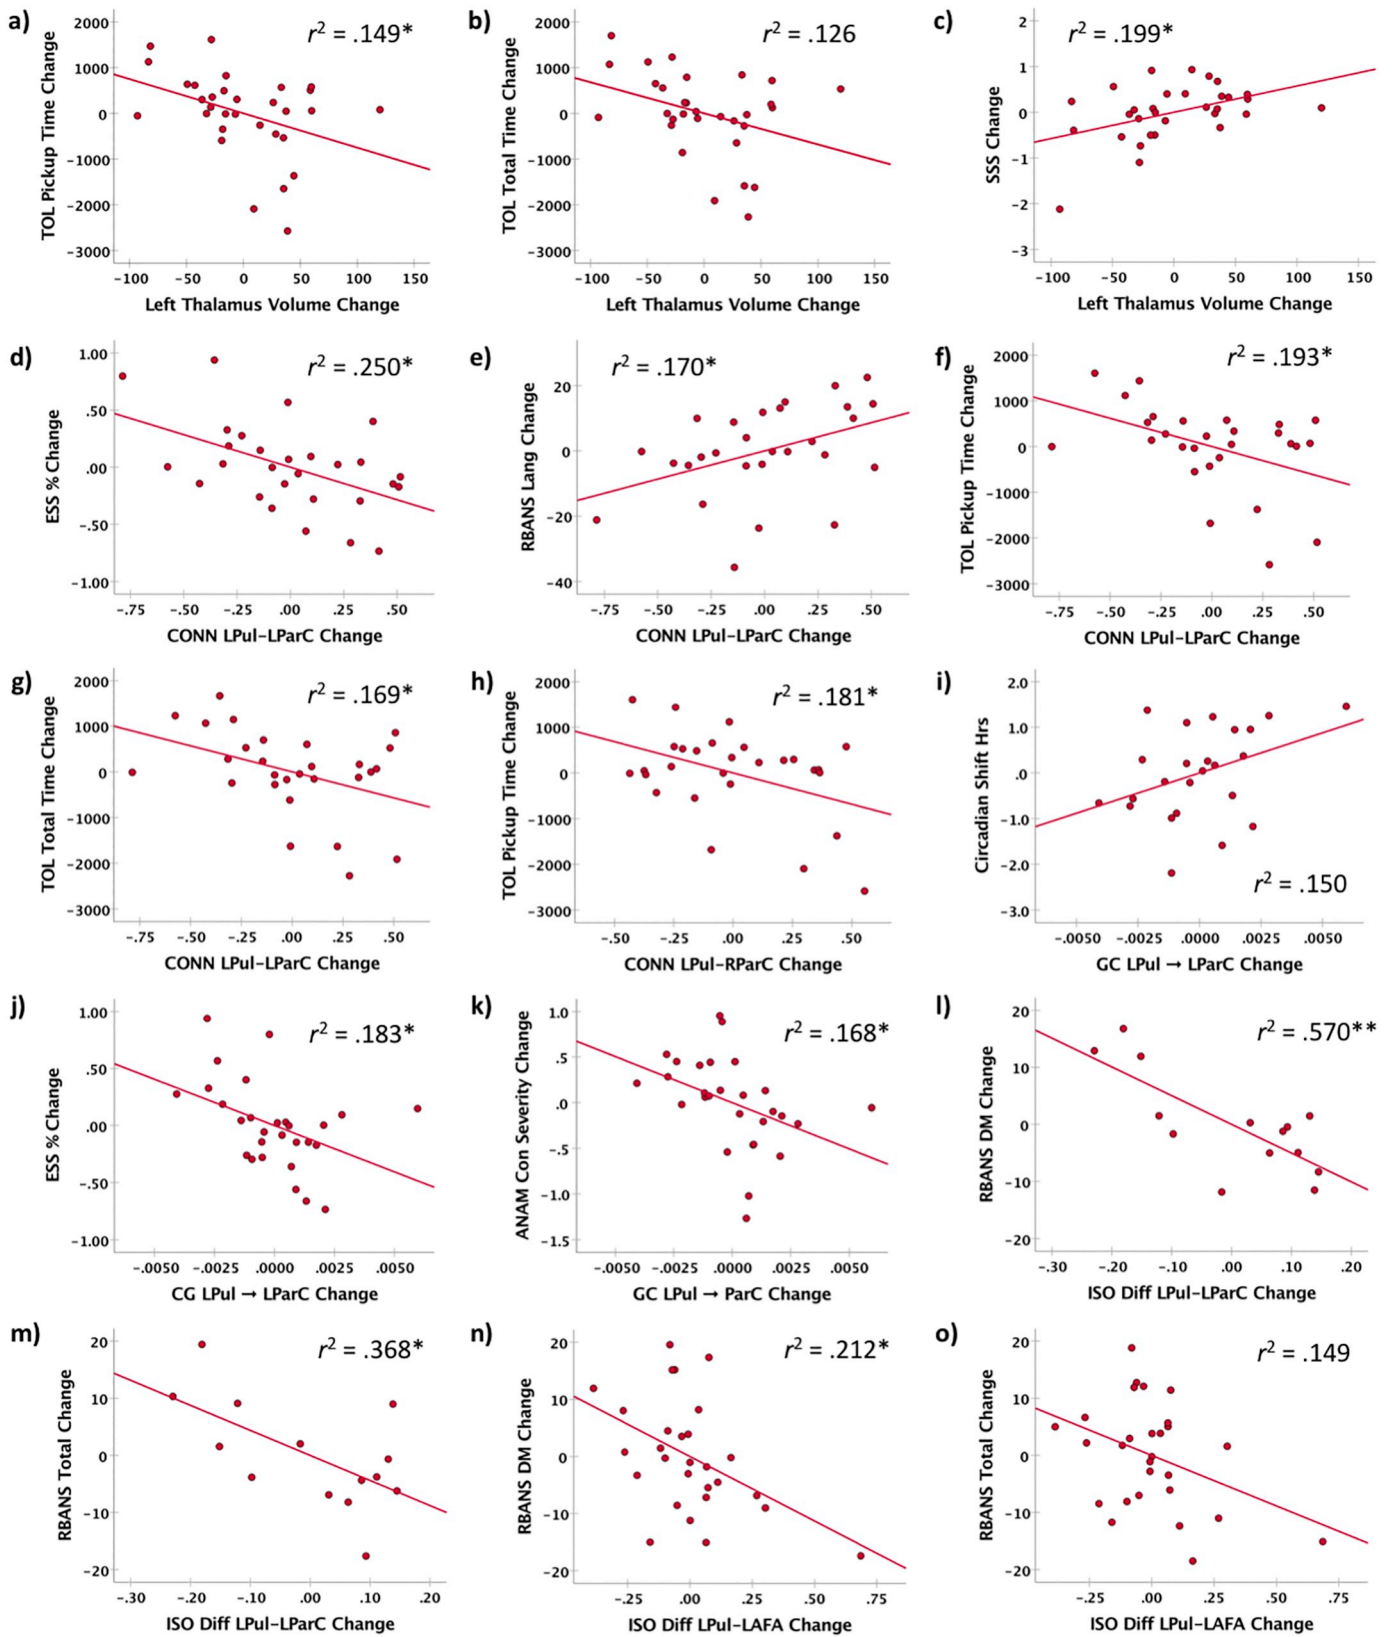 a)
r² = .149*
TOL Pickup Time Change
2000
1000
0
−1000
−2000
−3000
−100 −50 0 50 100 150
Left Thalamus Volume Change
b)
r² = .126
TOL Total Time Change
2000
1000
0
−1000
−2000
−3000
−100 −50 0 50 100 150
Left Thalamus Volume Change
c)
r² = .199*
SSS Change
2
1
0
−1
−2
−3
−100 −50 0 50 100 150
Left Thalamus Volume Change
d)
r² = .250*
ESS % Change
1.00
.50
.00
−.50
−1.00
−.75 −.50 −.25 .00 .25 .50
CONN LPul−LParC Change
e)
r² = .170*
RBANS Lang Change
20
0
−20
−40
−.75 −.50 −.25 .00 .25 .50
CONN LPul−LParC Change
f)
r² = .193*
TOL Pickup Time Change
2000
1000
0
−1000
−2000
−3000
−.75 −.50 −.25 .00 .25 .50
CONN LPul−LParC Change
g)
r² = .169*
TOL Total Time Change
2000
1000
0
−1000
−2000
−3000
−.75 −.50 −.25 .00 .25 .50
CONN LPul−LParC Change
h)
r² = .181*
TOL Pickup Time Change
2000
1000
0
−1000
−2000
−3000
−.50 −.25 .00 .25 .50
CONN LPul−RParC Change
i)
Circadian Shift Hrs
2.0
1.0
.0
−1.0
−2.0
−3.0
r² = .150
−.0050 −.0025 .0000 .0025 .0050
GC LPul → LParC Change
j)
r² = .183*
ESS % Change
1.00
.50
.00
−.50
−1.00
−.0050 −.0025 .0000 .0025 .0050
CG LPul → LParC Change
k)
r² = .168*
ANAM Con Severity Change
1.0
.5
.0
−.5
−1.0
−1.5
−.0050 −.0025 .0000 .0025 .0050
GC LPul → ParC Change
l)
r² = .570**
RBANS DM Change
20
10
0
−10
−20
−.30 −.20 −.10 .00 .10 .20
ISO Diff LPul−LParC Change
m)
r² = .368*
RBANS Total Change
20
10
0
−10
−20
−.30 −.20 −.10 .00 .10 .20
ISO Diff LPul−LParC Change
n)
r² = .212*
RBANS DM Change
20
10
0
−10
−20
−.25 .00 .25 .50 .75
ISO Diff LPul−LAFA Change
o)
r² = .149
RBANS Total Change
20
10
0
−10
−20
−.25 .00 .25 .50 .75
ISO Diff LPul−LAFA Change